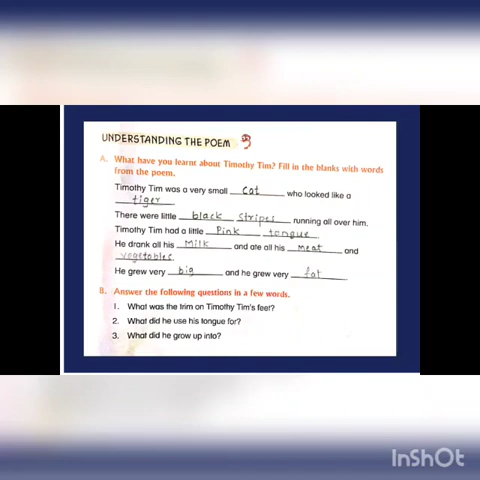 UNDERSTANDING THE POEM
A. What have you learnt about Timothy Tim? Fill in the blanks with words
from the poem.
Timothy Tim was a very small cat who looked like a
tiger
There were little black stripes running all over him.
Timothy Tim had a little Pink tongue
He drank all his Milk and ate all his meat and
vegetables
He grew very big and he grew very fat
B. Answer the following questions in a few words.
1. What was the trim on Timothy Tim's feet?
2. What did he use his tongue for?
3. What did he grow up into?
InShOt